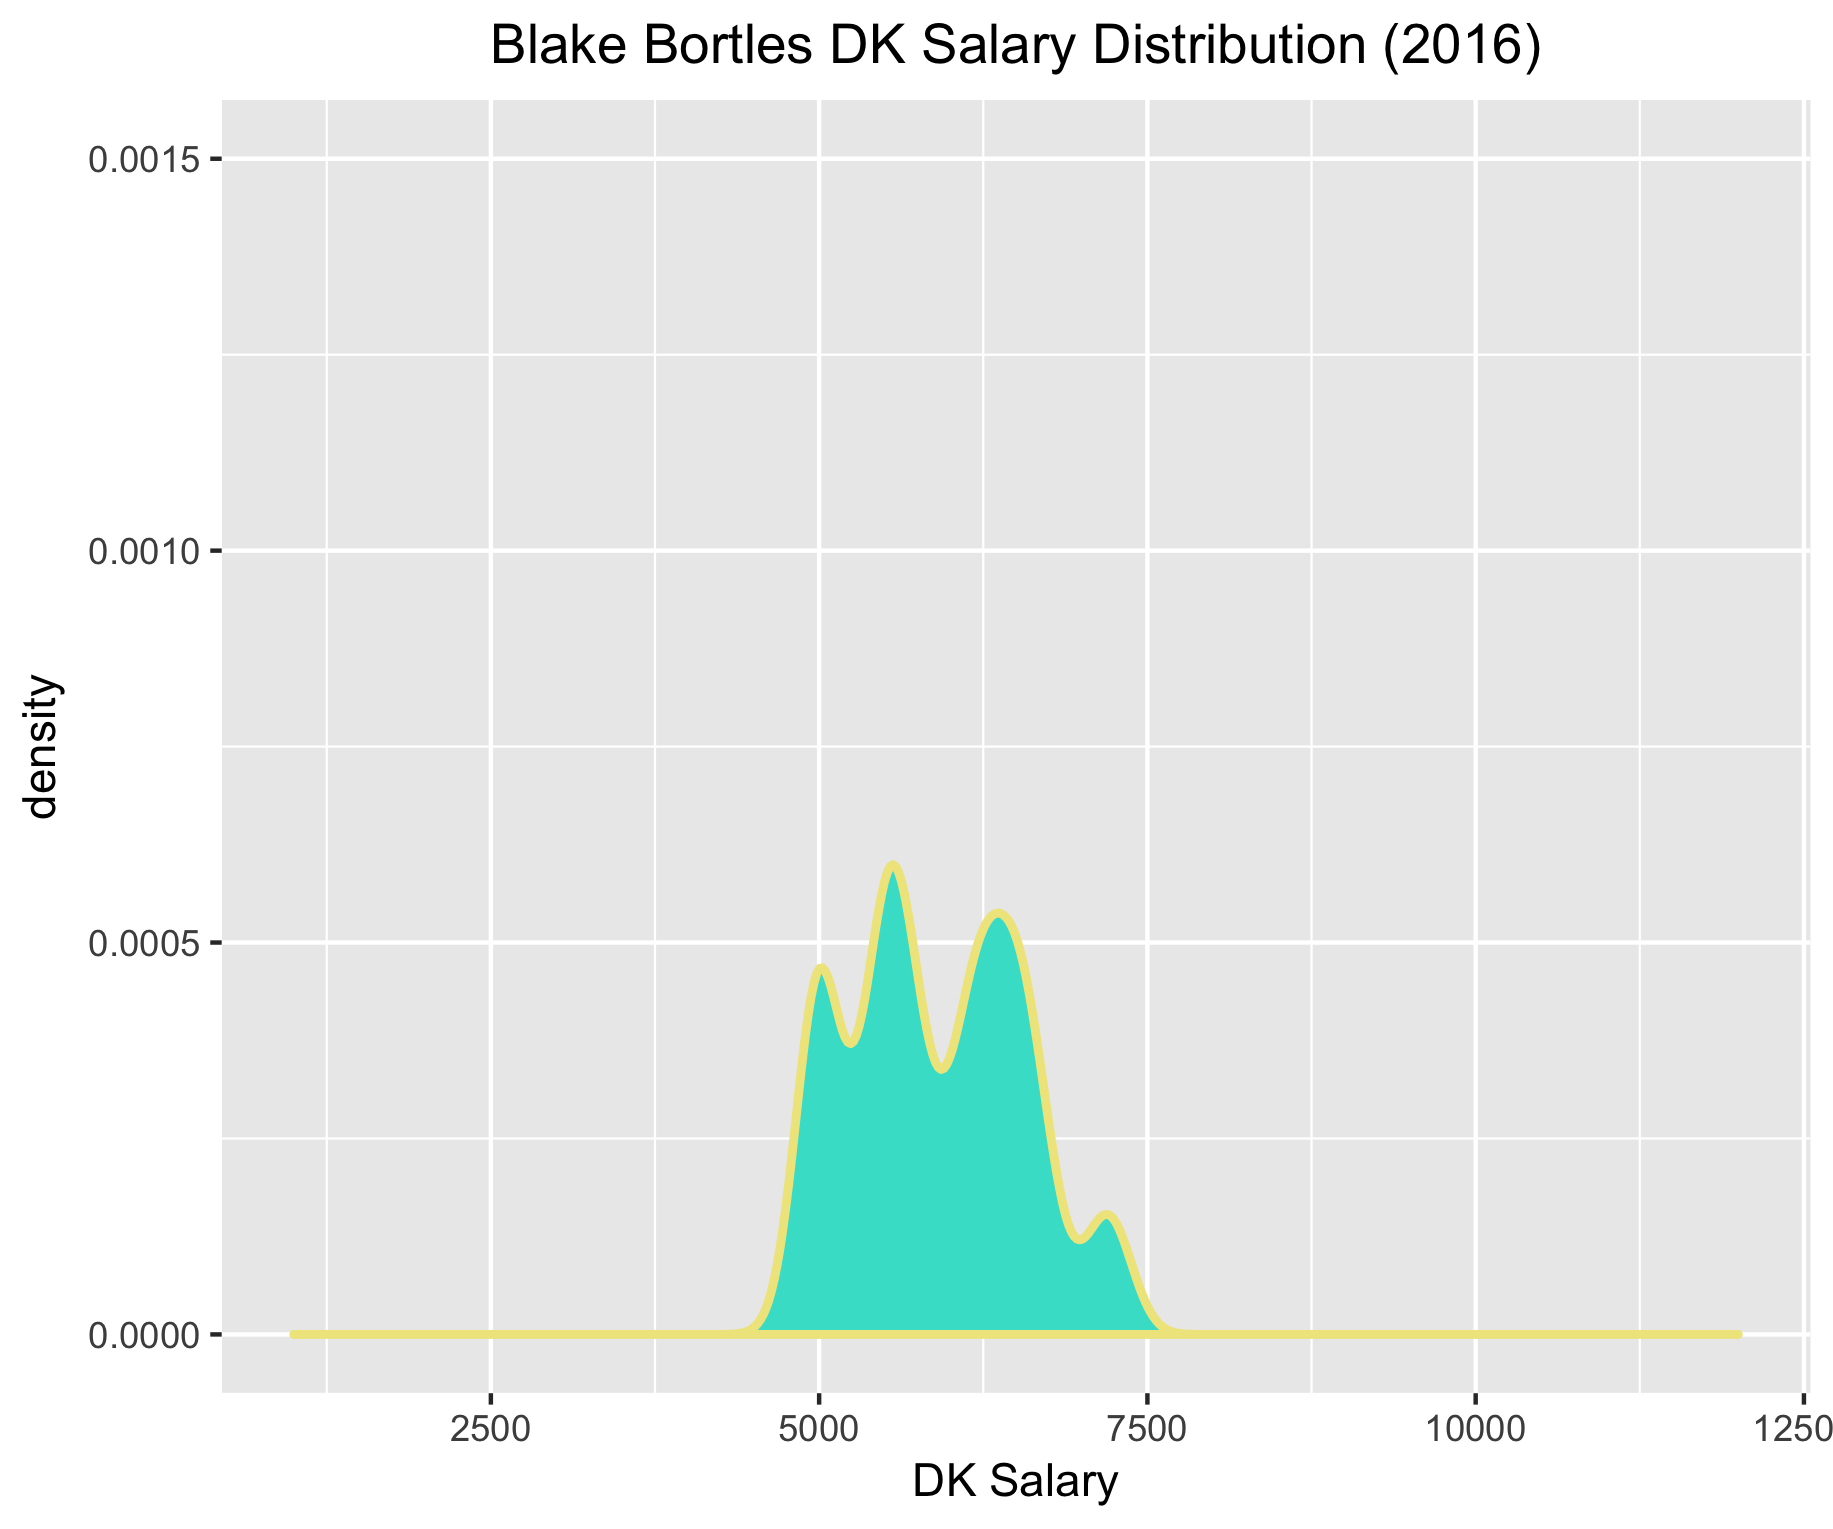 Blake Bortles DK Salary Distribution (2016)
0.0015
0.0010
density
0.0005
0.0000
2500 5000 7500 10000 1250
DK Salary